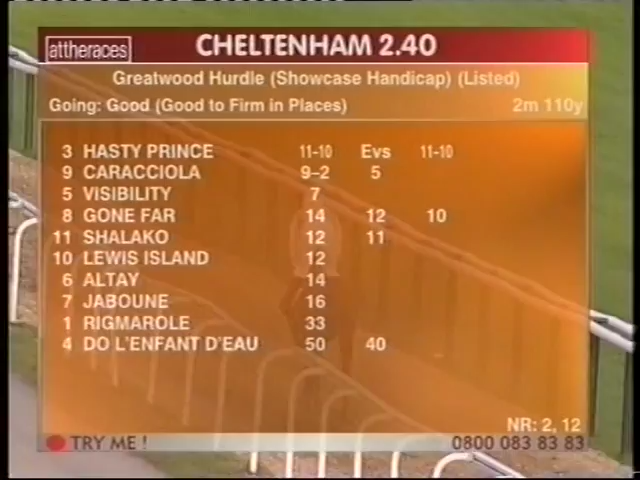 attheraces CHELTENHAM 2.40
Greatwood Hurdle (Showcase Handicap) (Listed)
Going: Good (Good to Firm in Places) 2m 110y
3 HASTY PRINCE 11-10 Evs 11-10
9 CARACCIOLA 9–2 5
5 VISIBILITY 7
8 GONE FAR 14 12 10
11 SHALAKO 12 11
10 LEWIS ISLAND 12
6 ALTAY 14
7 JABOUNE 16
1 RIGMAROLE 33
4 DO L'ENFANT D'EAU 50 40
NR: 2, 12
TRY ME ! 0800 083 83 83